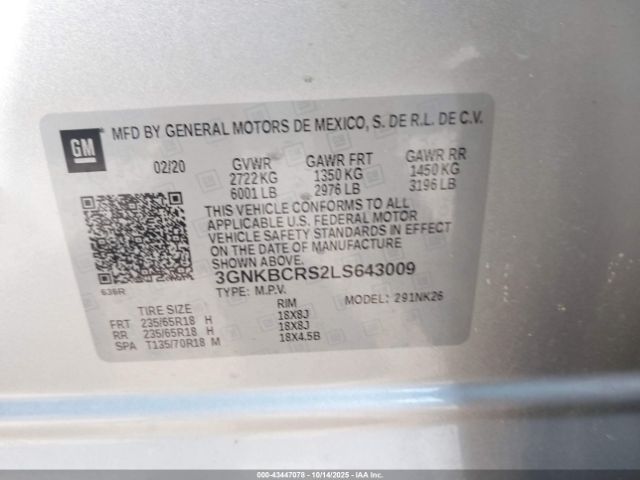 GM
MFD BY GENERAL MOTORS DE MEXICO, S. DE R.L. DE C.V.
02/20 GVWR GAWR FRT GAWR RR
2722 KG 1350 KG 1450 KG
6001 LB 2976 LB 3196 LB
THIS VEHICLE CONFORMS TO ALL
APPLICABLE U.S. FEDERAL MOTOR
VEHICLE SAFETY STANDARDS IN EFFECT
ON THE DATE OF MANUFACTURE
SHOWN ABOVE.
3GNKBCRS2LS643009
636R
TYPE: M.P.V. MODEL: 291NK26
TIRE SIZE RIM
FRT 235/65R18 H 18X8J
RR 235/65R18 H 18X8J
SPA T135/70R18 M 18X4.5B
000-43447078 - 10/14/2025 - IAA Inc.